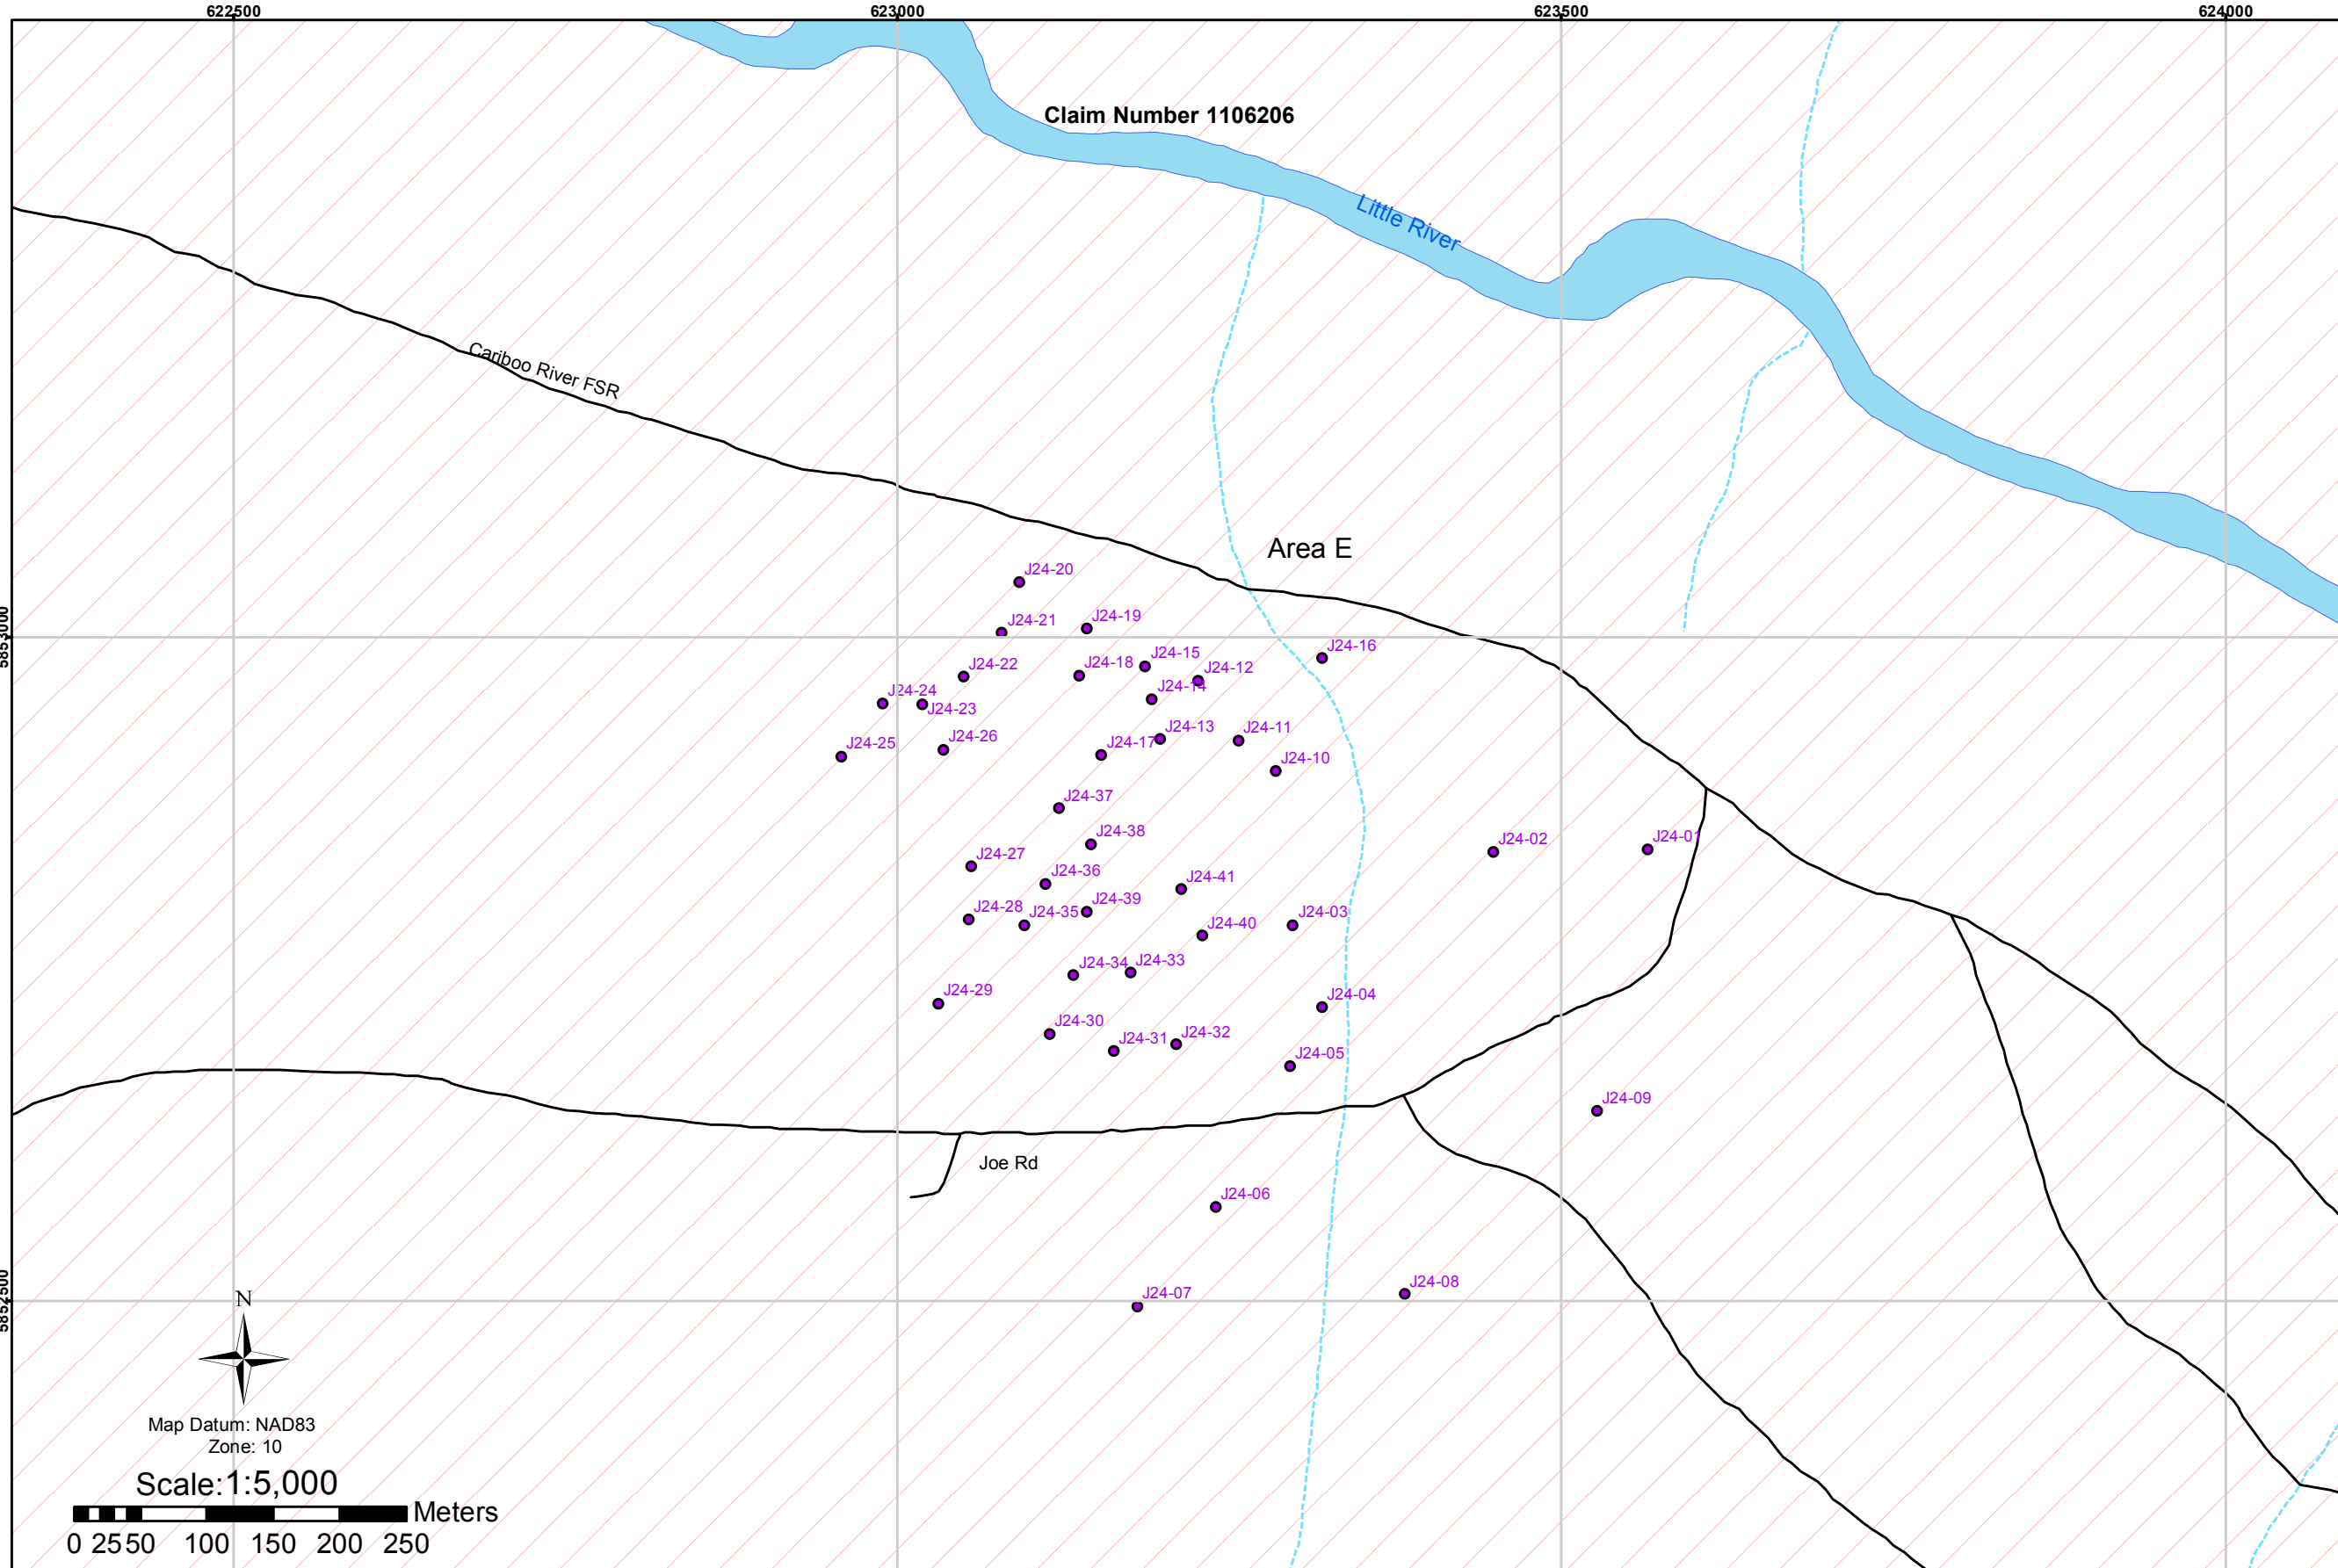 622500
623000
623500
624000
Claim Number 1106206
Little River
Cariboo River FSR
Area E
J24-20
5853000
J24-21
J24-19
J24-16
J24-15
J24-18
J24-22
J24-12
J24-14
J24-24
J24-23
J24-13
J24-11
J24-26
J24-25
J24-17
J24-10
J24-37
J24-38
J24-01
J24-02
J24-27
J24-36
J24-41
J24-39
J24-28
J24-35
J24-03
J24-40
J24-34
J24-33
J24-29
J24-04
J24-30
J24-31
J24-32
J24-05
J24-09
Joe Rd
J24-06
J24-08
J24-07
5852500
N
Map Datum: NAD83
Zone: 10
Scale:1:5,000
Meters
0 25 50 100 150 200 250